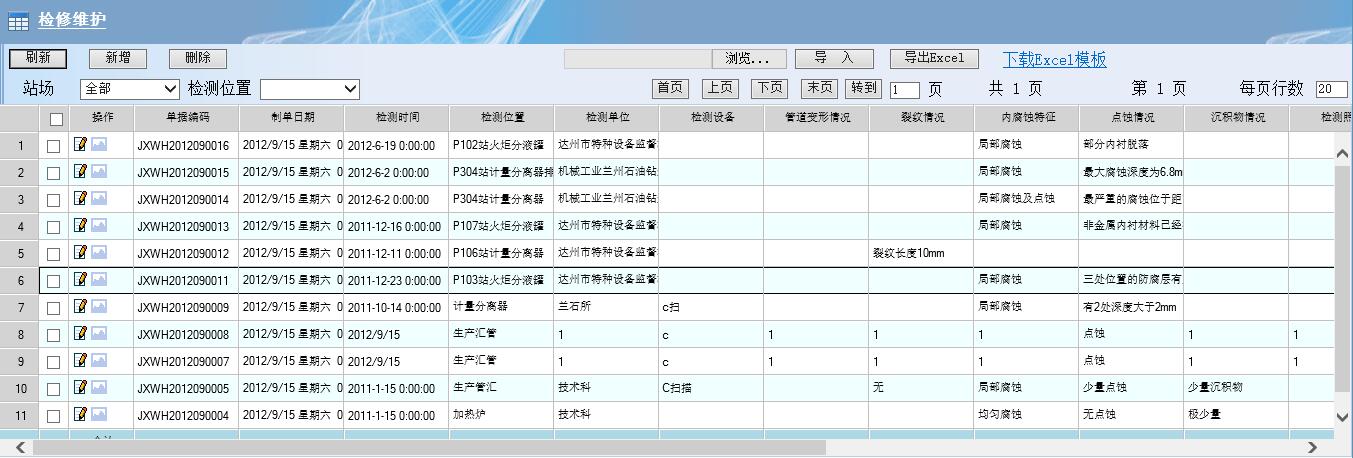 检修维护
刷新 新增 删除 浏览... 导 入 导出Excel 下载Excel模板
站场 全部 检测位置 首页 上页 下页 末页 转到 1 页 共 1 页 第 1 页 每页行数 20
操作 单据编码 制单日期 检测时间 检测位置 检测单位 检测设备 管道变形情况 裂纹情况 内腐蚀特征 点蚀情况 沉积物情况 检测照
1 JXWH2012090016 2012/9/15 星期六 0 2012-6-19 0:00:00 P102站火炬分液罐 达州市特种设备监督 局部腐蚀 部分内衬脱落
2 JXWH2012090015 2012/9/15 星期六 0 2012-6-2 0:00:00 P304站计量分离器排 机械工业兰州石油钻 局部腐蚀 最大腐蚀深度为6.8m
3 JXWH2012090014 2012/9/15 星期六 0 2012-6-2 0:00:00 P304站计量分离器 机械工业兰州石油钻 局部腐蚀及点蚀 最严重的腐蚀位于距
4 JXWH2012090013 2012/9/15 星期六 0 2011-12-16 0:00:00 P107站火炬分液罐 达州市特种设备监督 局部腐蚀 非金属内衬材料已经
5 JXWH2012090012 2012/9/15 星期六 0 2011-12-11 0:00:00 P106站计量分离器 达州市特种设备监督 裂纹长度10mm
6 JXWH2012090011 2012/9/15 星期六 0 2011-12-23 0:00:00 P103站火炬分液罐 达州市特种设备监督 局部腐蚀 三处位置的防腐层有
7 JXWH2012090009 2012/9/15 星期六 0 2011-10-14 0:00:00 计量分离器 兰石所 c扫 局部腐蚀 有2处深度大于2mm
8 JXWH2012090008 2012/9/15 星期六 0 2012/9/15 生产汇管 1 c 1 1 1 点蚀 1 1
9 JXWH2012090007 2012/9/15 星期六 0 2012/9/15 生产汇管 1 c 1 1 1 点蚀 1 1
10 JXWH2012090005 2012/9/15 星期六 0 2011-1-15 0:00:00 生产管汇 技术科 C扫描 无 局部腐蚀 少量点蚀 少量沉积物
11 JXWH2012090004 2012/9/15 星期六 0 2011-1-15 0:00:00 加热炉 技术科 均匀腐蚀 无点蚀 极少量